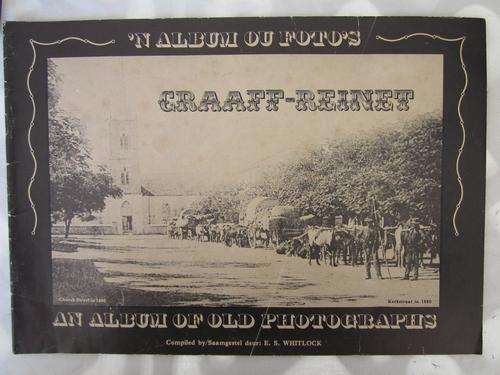 'N ALBUM OU FOTO'S
GRAAFF-REINET
Church Street in 1880
Kerkstraat in 1880
AN ALBUM OF OLD PHOTOGRAPHS
Compiled by/Saamgestel deur: E. S. WHITLOCK